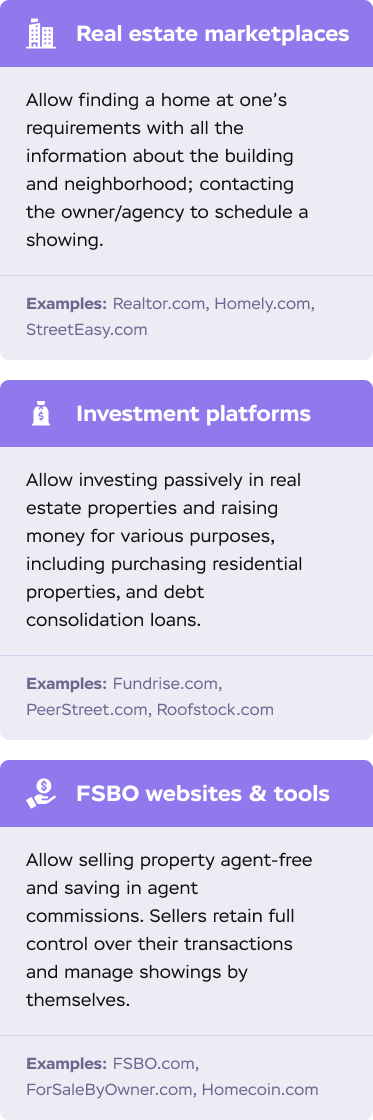 Real estate marketplaces
Allow finding a home at one's
requirements with all the
information about the building
and neighborhood; contacting
the owner/agency to schedule a
showing.
Examples: Realtor.com, Homely.com,
StreetEasy.com
Investment platforms
Allow investing passively in real
estate properties and raising
money for various purposes,
including purchasing residential
properties, and debt
consolidation loans.
Examples: Fundrise.com,
PeerStreet.com, Roofstock.com
FSBO websites & tools
Allow selling property agent-free
and saving in agent
commissions. Sellers retain full
control over their transactions
and manage showings by
themselves.
Examples: FSBO.com,
ForSaleByOwner.com, Homecoin.com